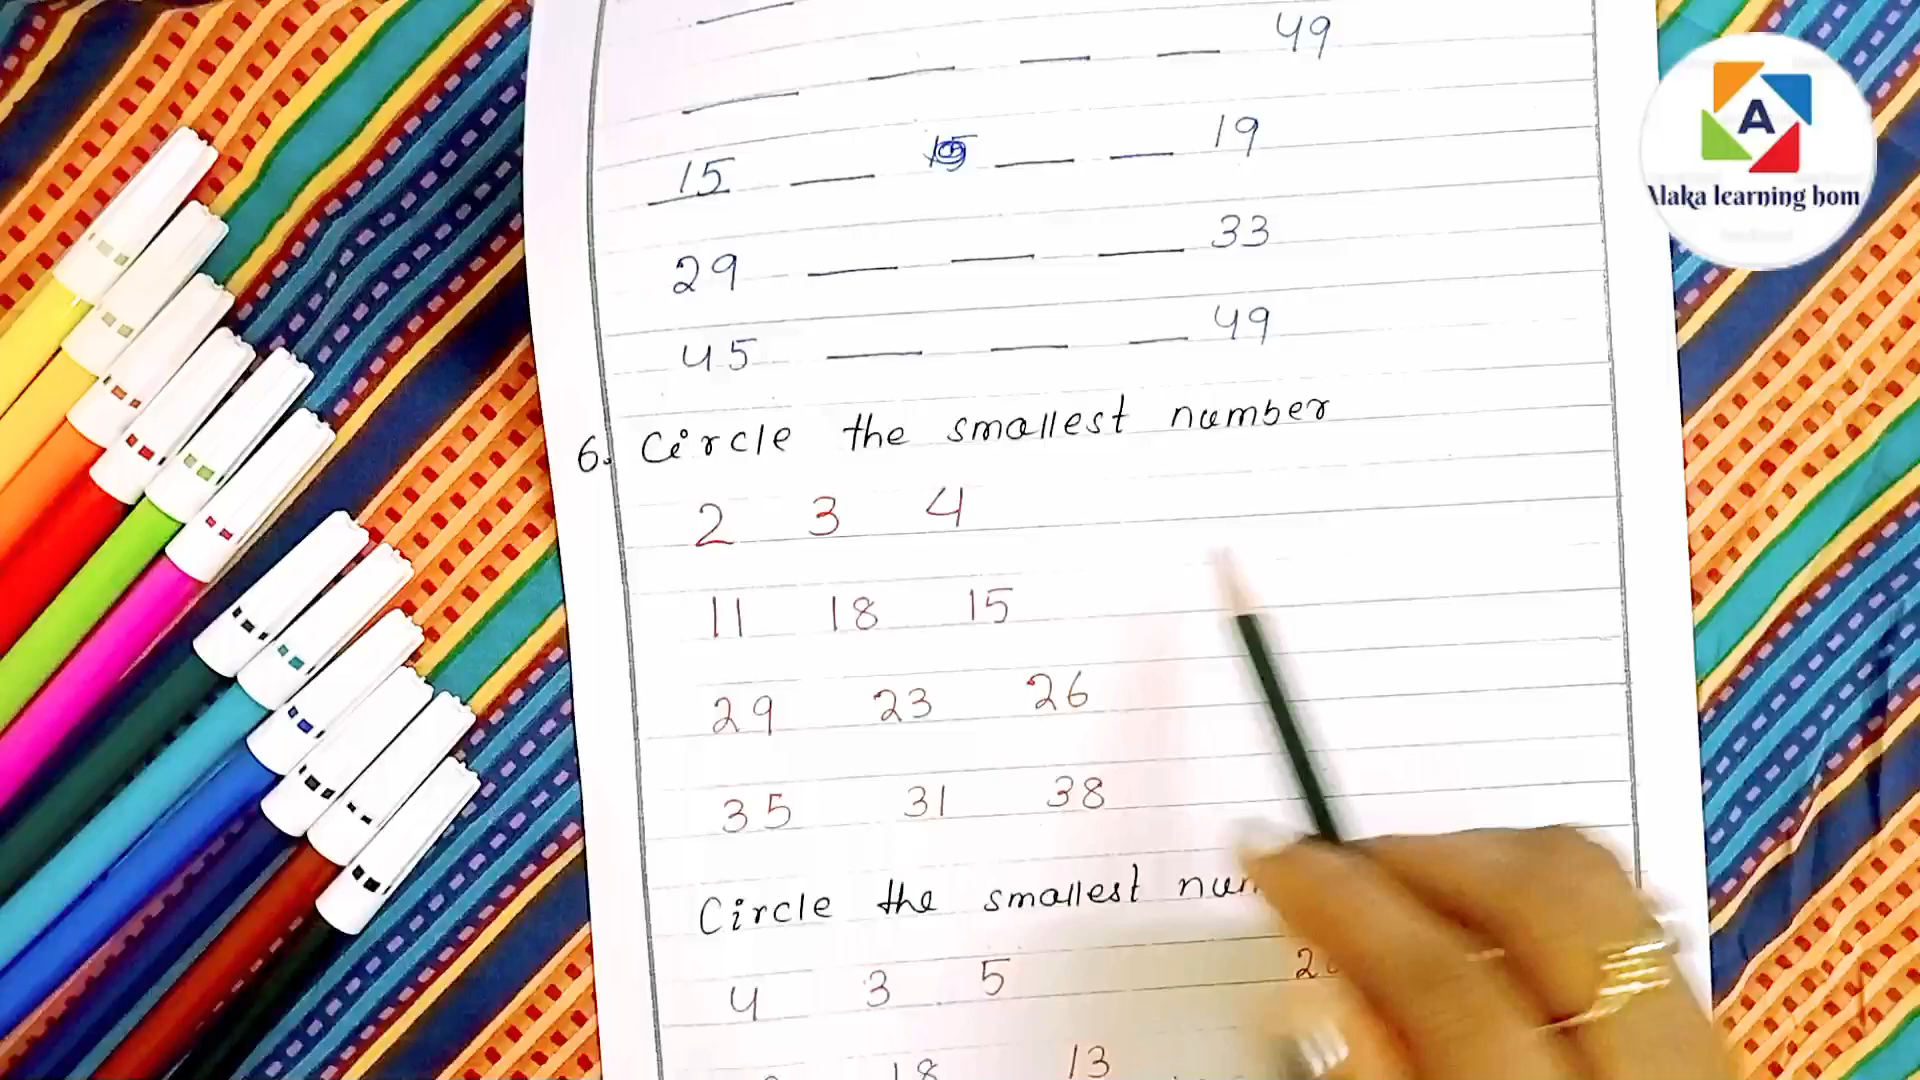 49
15 19
29 33
45 49
6. Circle the smallest number
2 3 4
11 18 15
29 23 26
35 31 38
Circle the smallest
4 3 5
18 13
A
Alaka learning hom